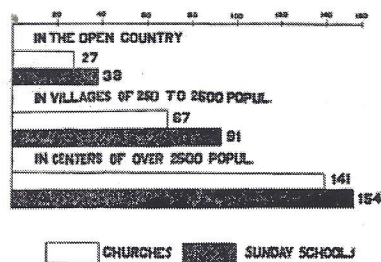 20 40 60 80 100 120 140 160
IN THE OPEN COUNTRY
27
38
IN VILLAGES OF 250 TO 2500 POPUL.
67
91
IN CENTERS OF OVER 2500 POPUL.
141
154
CHURCHES SUNDAY SCHOOLS